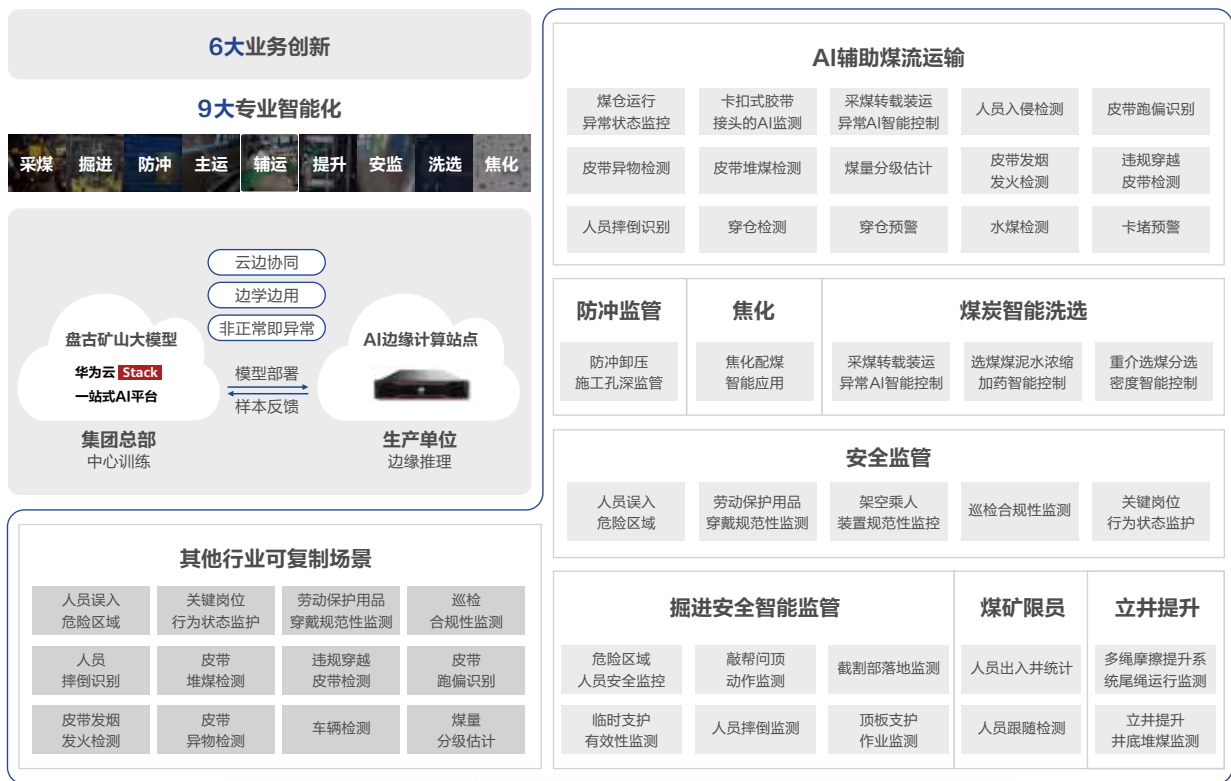 6大业务创新
9大专业智能化
采煤 掘进 防冲 主运 辅运 提升 安监 洗选 焦化
云边协同
边学边用
非正常即异常
盘古矿山大模型
华为云 Stack
一站式AI平台
模型部署
样本反馈
AI边缘计算站点
集团总部
中心训练
生产单位
边缘推理
其他行业可复制场景
人员误入
危险区域
关键岗位
行为状态监护
劳动保护用品
穿戴规范性监测
巡检
合规性监测
人员
摔倒识别
皮带
堆煤检测
违规穿越
皮带检测
皮带
跑偏识别
皮带发烟
发火检测
皮带
异物检测
车辆检测
煤量
分级估计
AI辅助煤流运输
煤仓运行
异常状态监控
卡扣式胶带
接头的AI监测
采煤转载装运
异常AI智能控制
人员入侵检测
皮带跑偏识别
皮带异物检测
皮带堆煤检测
煤量分级估计
皮带发烟
发火检测
违规穿越
皮带检测
人员摔倒识别
穿仓检测
穿仓预警
水煤检测
卡堵预警
防冲监管
防冲卸压
施工孔深监管
焦化
焦化配煤
智能应用
煤炭智能洗选
采煤转载装运
异常AI智能控制
选煤煤泥水浓缩
加药智能控制
重介选煤分选
密度智能控制
安全监管
人员误入
危险区域
劳动保护用品
穿戴规范性监测
架空乘人
装置规范性监控
巡检合规性监测
关键岗位
行为状态监护
掘进安全智能监管
危险区域
人员安全监控
敲帮问顶
动作监测
截割部落地监测
临时支护
有效性监测
人员摔倒监测
顶板支护
作业监测
煤矿限员
人员出入井统计
人员跟随检测
立井提升
多绳摩擦提升系
统尾绳运行监测
立井提升
井底堆煤监测